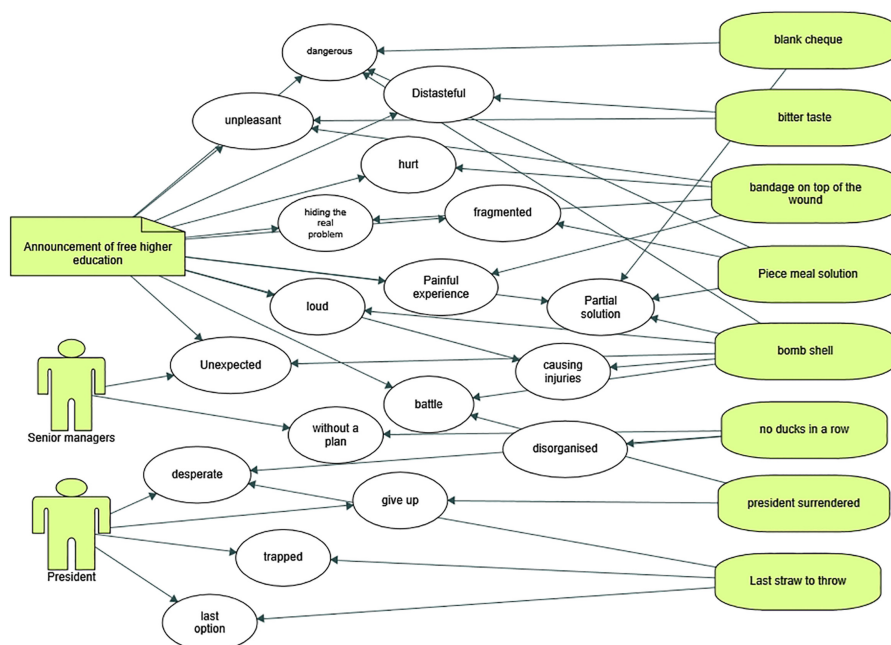 blank cheque
dangerous
Distasteful
unpleasant
bitter taste
hurt
bandage on top of the
wound
hiding the
real
problem
fragmented
Announcement of free higher
education
Painful
experience
Piece meal solution
loud
Partial
solution
Unexpected
causing
injuries
bomb shell
battle
Senior managers
without a
plan
disorganised
no ducks in a row
desperate
give up
president surrendered
trapped
President
Last straw to throw
last
option